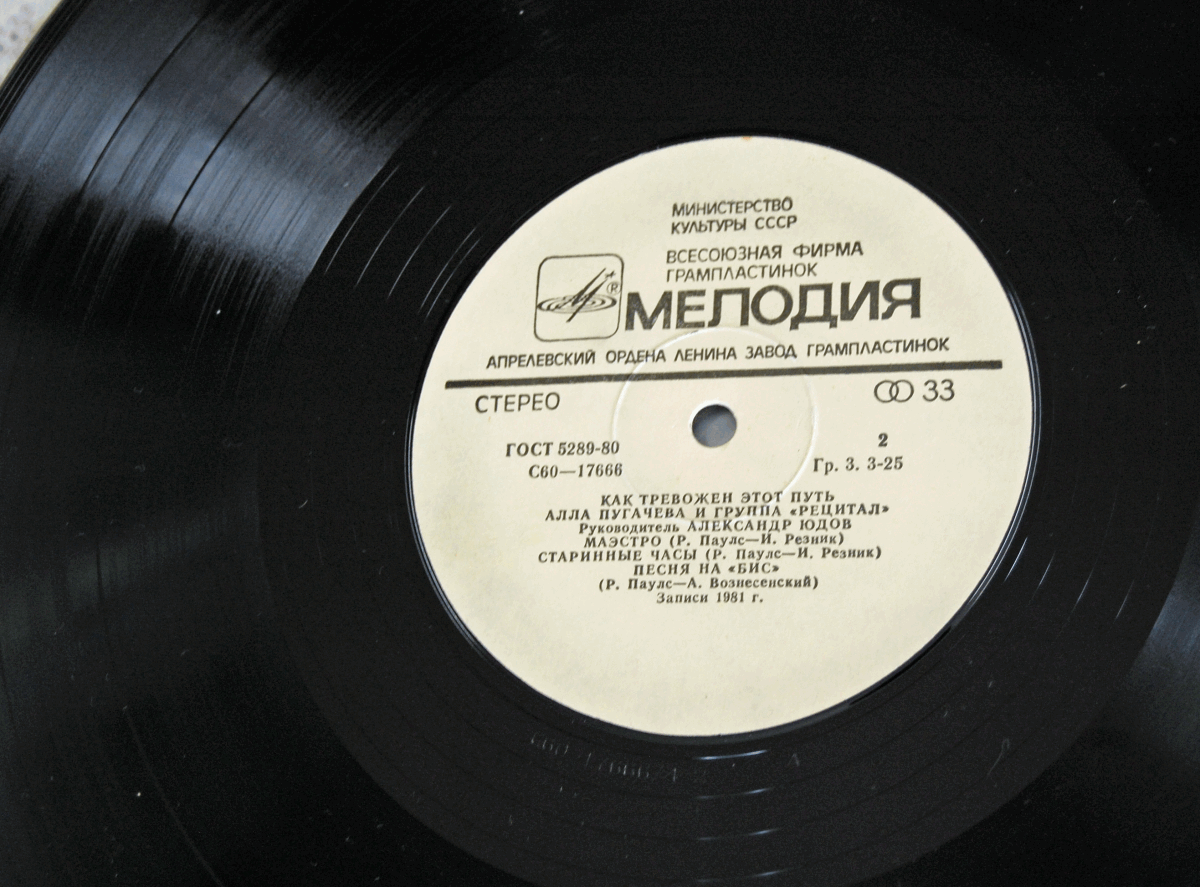 МИНИСТЕРСТВО
КУЛЬТУРЫ СССР
ВСЕСОЮЗНАЯ ФИРМА
ГРАМПЛАСТИНОК
®
МЕЛОДИЯ
АПРЕЛЕВСКИЙ ОРДЕНА ЛЕНИНА ЗАВОД ГРАМПЛАСТИНОК
СТЕРЕО 33
ГОСТ 5289-80 2
С60—17666 Гр. 3. 3-25
КАК ТРЕВОЖЕН ЭТОТ ПУТЬ
АЛЛА ПУГАЧЕВА И ГРУППА «РЕЦИТАЛ»
Руководитель АЛЕКСАНДР ЮДОВ
МАЭСТРО (Р. Паулс—И. Резник)
СТАРИННЫЕ ЧАСЫ (Р. Паулс—И. Резник)
ПЕСНЯ НА «БИС»
(Р. Паулс—А. Вознесенский)
Записи 1981 г.